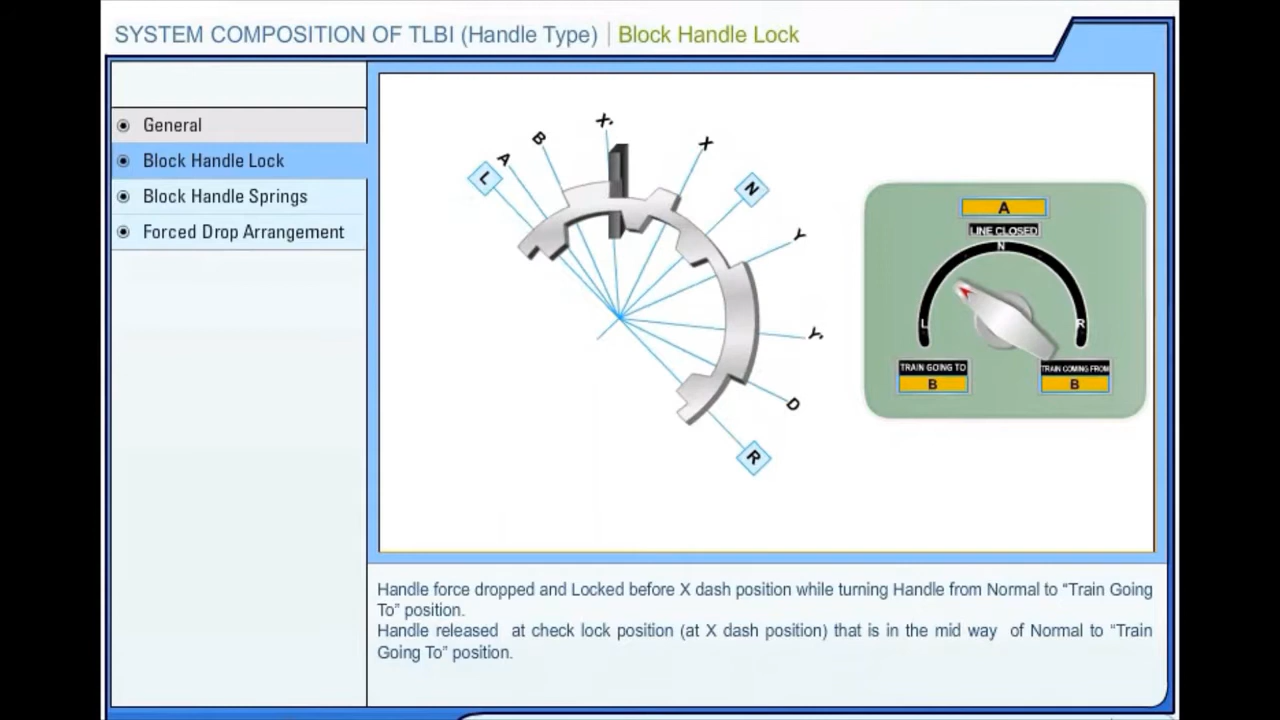 SYSTEM COMPOSITION OF TLBI (Handle Type) | Block Handle Lock
General
Block Handle Lock
Block Handle Springs
Forced Drop Arrangement
L
A
B
X'
X
N
Y
Y'
D
R
A
LINE CLOSED
N
L
R
TRAIN GOING TO
B
TRAIN COMING FROM
B
Handle force dropped and Locked before X dash position while turning Handle from Normal to “Train Going
To” position.
Handle released at check lock position (at X dash position) that is in the mid way of Normal to “Train
Going To” position.